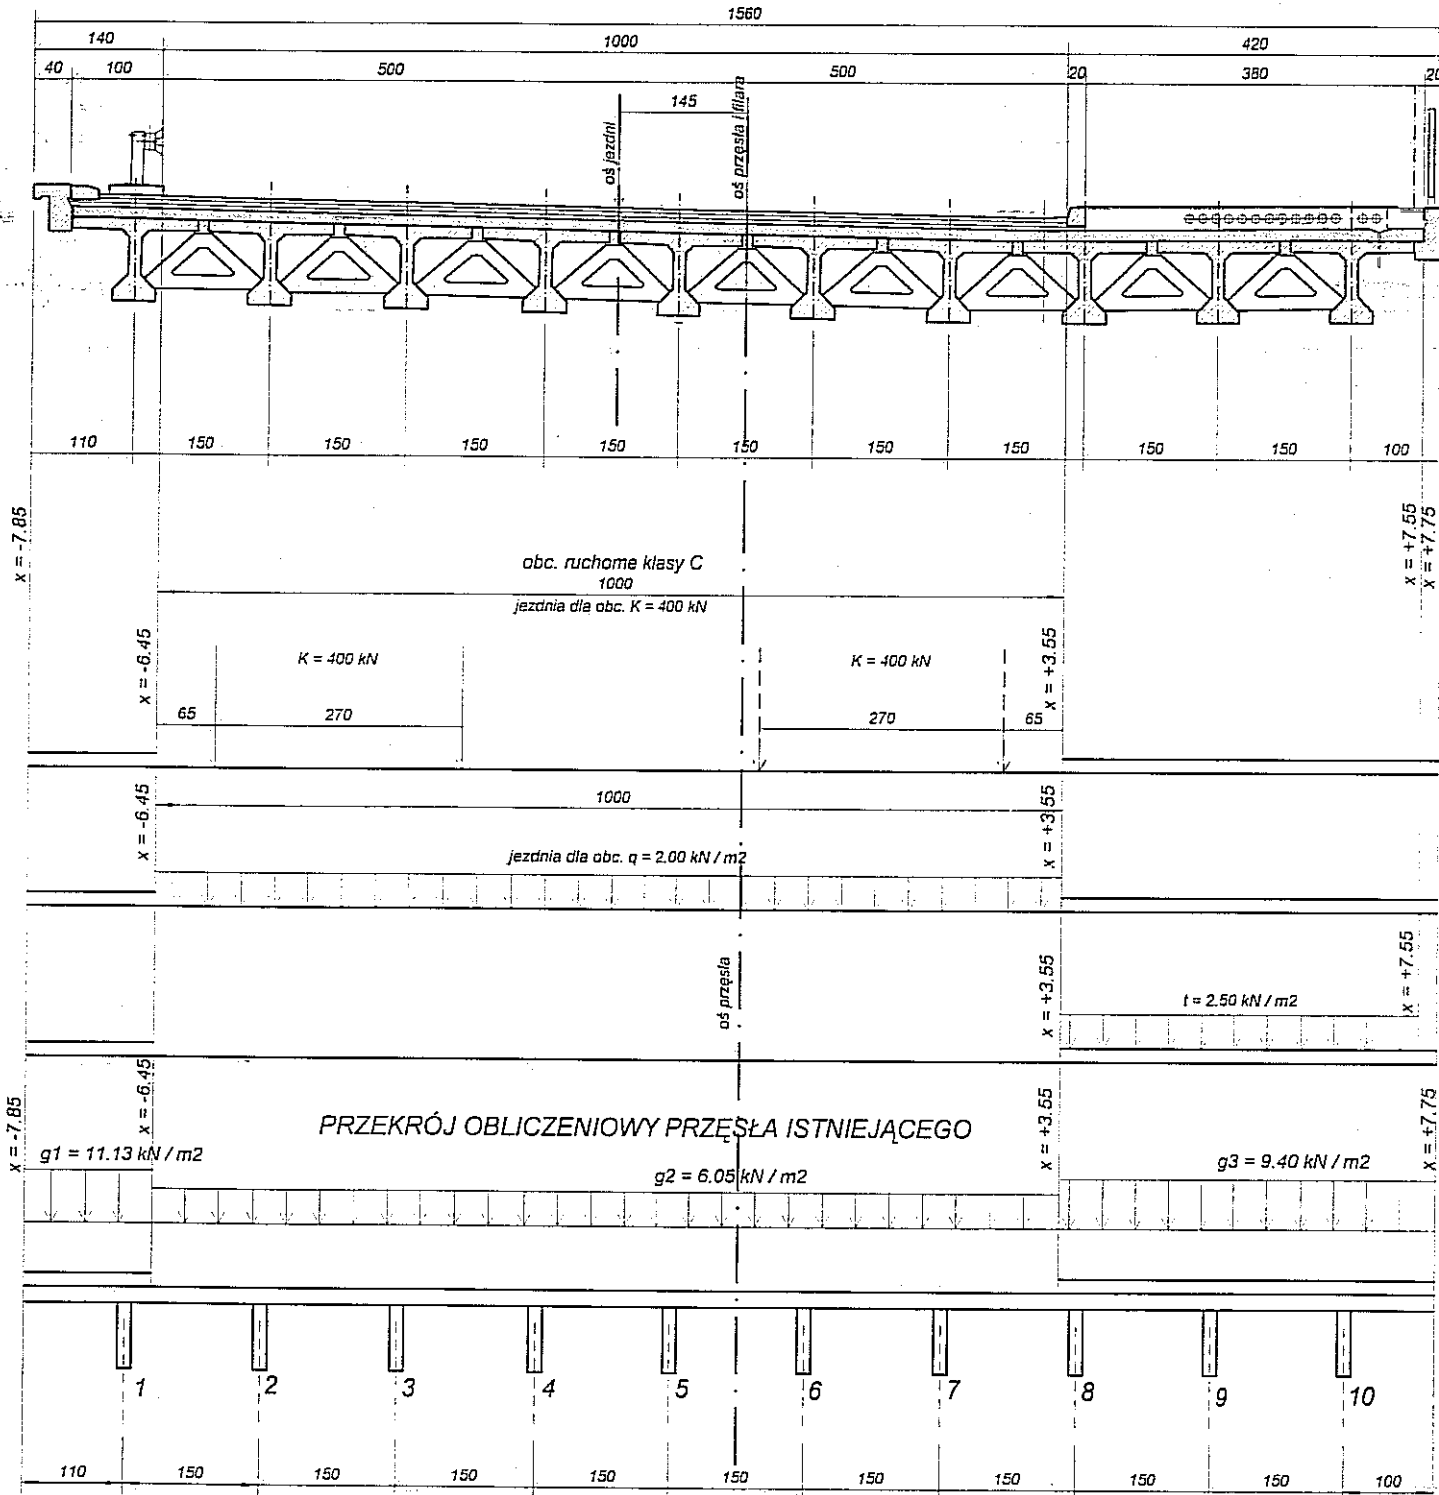 1560
140 1000 420
40 100 500 500 20 380 20
145
oś jezdni
oś przęsła i filara
110 150 150 150 150 150 150 150 150 150 100
x = -7.85
x = +7.55
x = +7.75
obc. ruchome klasy C
1000
jezdnia dla obc. K = 400 kN
x = -6.45
x = +3.55
K = 400 kN K = 400 kN
65 270 270 65
x = -6.45
1000
x = +3.55
jezdnia dla obc. q = 2.00 kN / m2
oś przęsła
x = +3.55
t = 2.50 kN / m2
x = +7.55
x = -7.85
x = -6.45
PRZEKRÓJ OBLICZENIOWY PRZĘSŁA ISTNIEJĄCEGO
x = +3.55
x = +7.75
g1 = 11.13 kN / m2
g2 = 6.05 kN / m2
g3 = 9.40 kN / m2
1 2 3 4 5 6 7 8 9 10
110 150 150 150 150 150 150 150 150 150 100